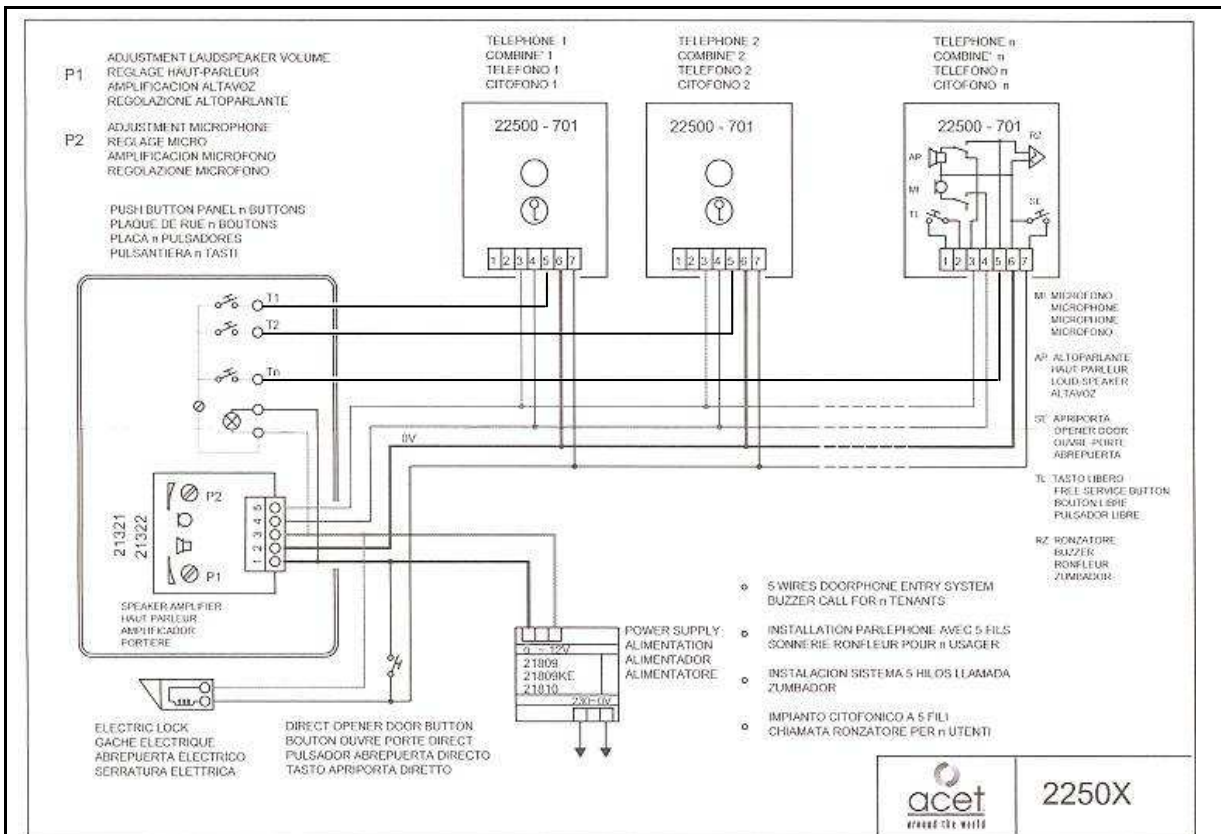 P1
ADJUSTMENT LAUDSPEAKER VOLUME
REGLAGE HAUT-PARLEUR
AMPLIFICACION ALTAVOZ
REGOLAZIONE ALTOPARLANTE
P2
ADJUSTMENT MICROPHONE
REGLAGE MICRO
AMPLIFICACION MICROFONO
REGOLAZIONE MICROFONO
PUSH BUTTON PANEL n BUTTONS
PLAQUE DE RUE n BOUTONS
PLACA n PULSADORES
PULSANTIERA n TASTI
TELEPHONE 1
COMBINE' 1
TELEFONO 1
CITOFONO 1
TELEPHONE 2
COMBINE' 2
TELEFONO 2
CITOFONO 2
TELEPHONE n
COMBINE' n
TELEFONO n
CITOFONO n
22500 - 701
1 2 3 4 5 6 7
22500 - 701
1 2 3 4 5 6 7
22500 - 701
RZ
AP
MI
TL
SE
1 2 3 4 5 6 7
T1
T2
Tn
0V
P2
P1
21321
21322
5
4
3
2
1
SPEAKER AMPLIFIER
HAUT PARLEUR
AMPLIFICADOR
PORTIERE
MI MICROFONO
MICROPHONE
MICROPHONE
MICROFONO
AP ALTOPARLANTE
HAUT PARLEUR
LOUD-SPEAKER
ALTAVOZ
SE APRIPORTA
OPENER DOOR
OUVRE-PORTE
ABREPUERTA
TL TASTO LIBERO
FREE SERVICE BUTTON
BOUTON LIBRE
PULSADOR LIBRE
RZ RONZATORE
BUZZER
RONFLEUR
ZUMBADOR
~ 12V
21809
21809KE
21810
230
POWER SUPPLY
ALIMENTATION
ALIMENTADOR
ALIMENTATORE
5 WIRES DOORPHONE ENTRY SYSTEM
BUZZER CALL FOR n TENANTS
INSTALLATION PARLEPHONE AVEC 5 FILS
SONNERIE RONFLEUR POUR n USAGER
INSTALACION SISTEMA 5 HILOS LLAMADA
ZUMBADOR
IMPIANTO CITOFONICO A 5 FILI
CHIAMATA RONZATORE PER n UTENTI
ELECTRIC LOCK
GACHE ELECTRIQUE
ABREPUERTA ELECTRICO
SERRATURA ELETTRICA
DIRECT OPENER DOOR BUTTON
BOUTON OUVRE PORTE DIRECT
PULSADOR ABREPUERTA DIRECTO
TASTO APRIPORTA DIRETTO
acet
around the world
2250X